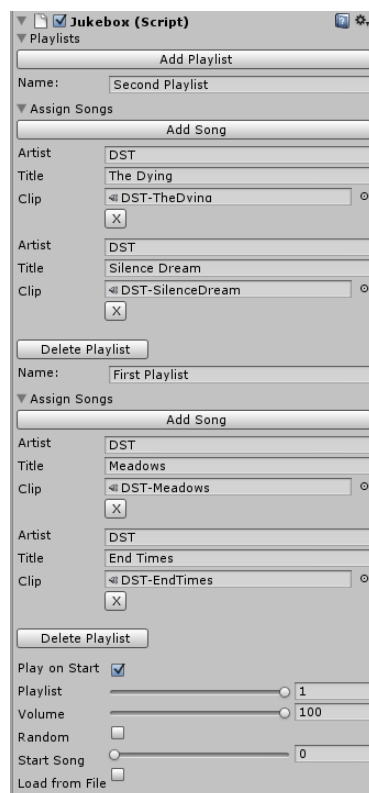 Jukebox (Script)
Playlists
Add Playlist
Name: Second Playlist
Assign Songs
Add Song
Artist DST
Title The Dying
Clip DST-TheDying
X
Artist DST
Title Silence Dream
Clip DST-SilenceDream
X
Delete Playlist
Name: First Playlist
Assign Songs
Add Song
Artist DST
Title Meadows
Clip DST-Meadows
X
Artist DST
Title End Times
Clip DST-EndTimes
X
Delete Playlist
Play on Start
Playlist 1
Volume 100
Random
Start Song 0
Load from File